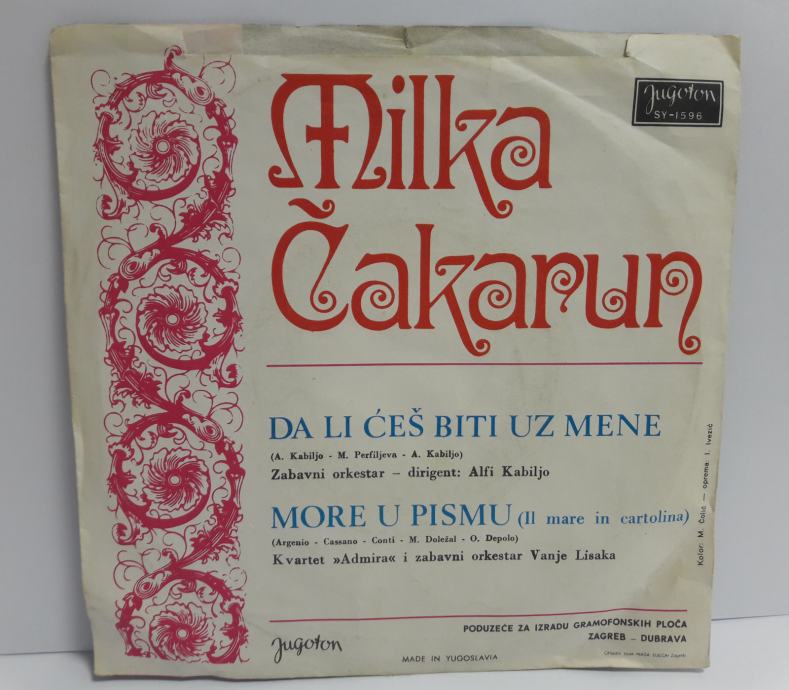 Milka
Čakarun
Jugoton
SY-1596
DA LI ĆEŠ BITI UZ MENE
(A. Kabiljo - M. Perfiljeva - A. Kabiljo)
Zabavni orkestar – dirigent: Alfi Kabiljo
MORE U PISMU (Il mare in cartolina)
(Argenio - Cassano - Conti - M. Doležal - O. Depolo)
Kvartet »Admira« i zabavni orkestar Vanje Lisaka
Kolor: M. Čolić — oprema: I. Ivezić
Jugoton
PODUZEĆE ZA IZRADU GRAMOFONSKIH PLOČA
ZAGREB – DUBRAVA
MADE IN YUGOSLAVIA